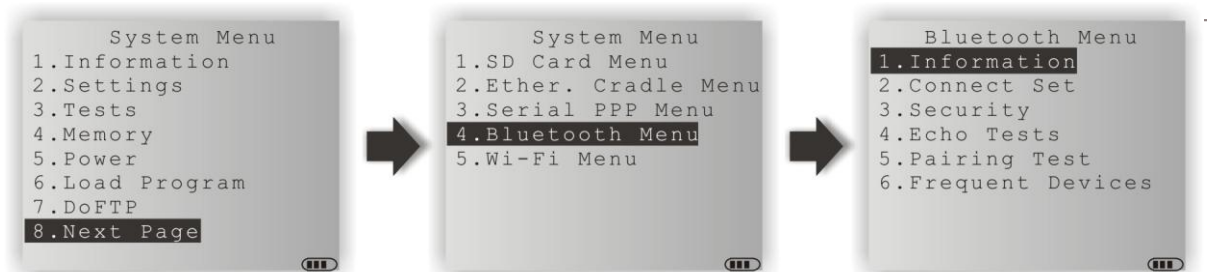 System Menu
1.Information
2.Settings
3.Tests
4.Memory
5.Power
6.Load Program
7.DoFTP
8.Next Page
System Menu
1.SD Card Menu
2.Ether. Cradle Menu
3.Serial PPP Menu
4.Bluetooth Menu
5.Wi-Fi Menu
Bluetooth Menu
1.Information
2.Connect Set
3.Security
4.Echo Tests
5.Pairing Test
6.Frequent Devices